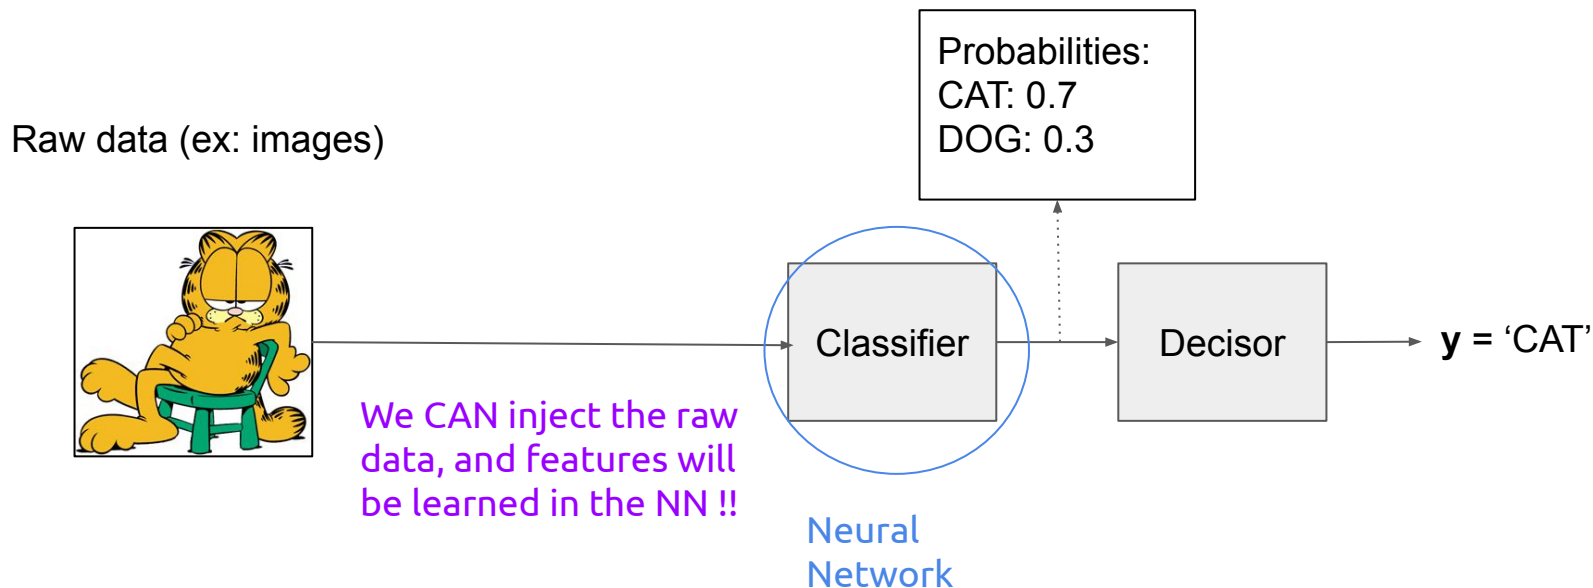 Probabilities:
CAT: 0.7
DOG: 0.3
Raw data (ex: images)
Classifier
Decisor
y = ‘CAT’
We CAN inject the raw
data, and features will
be learned in the NN !!
Neural
Network